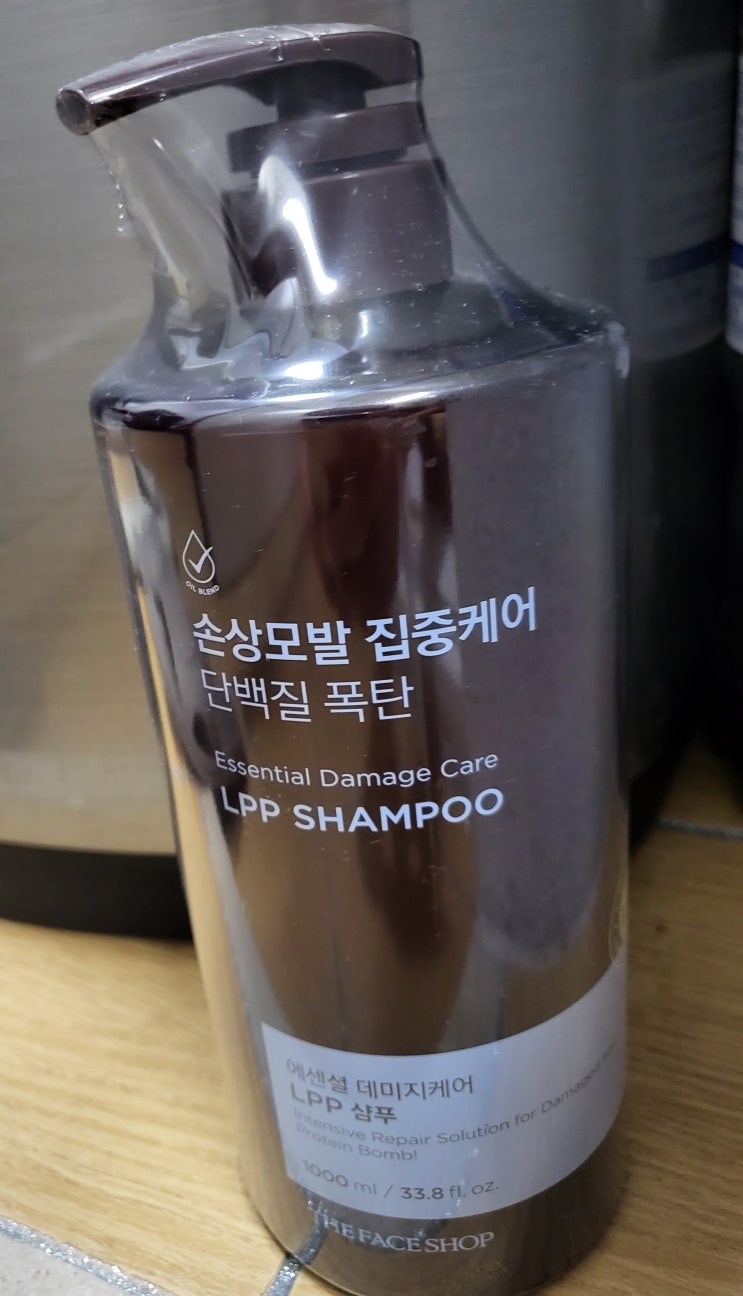 OIL BLEND
손상모발 집중케어
단백질 폭탄
Essential Damage Care
LPP SHAMPOO
에센셜 데미지케어
LPP 샴푸
Intensive Repair Solution for Damaged
Protein Bomb!
1000 ml / 33.8 fl. oz.
THE FACE SHOP